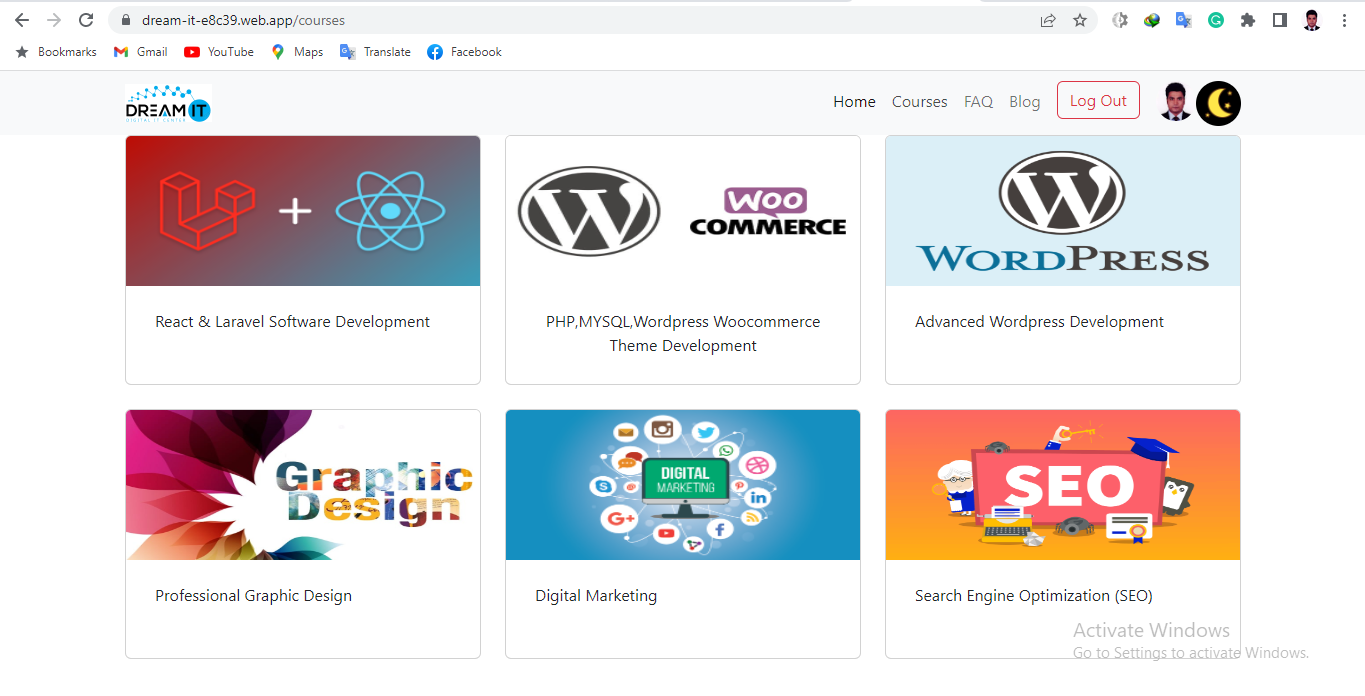 dream-it-e8c39.web.app/courses
Bookmarks Gmail YouTube Maps Translate Facebook
DREAM IT
DIGITAL IT CENTER
Home Courses FAQ Blog Log Out
WOO
COMMERCE
WORDPRESS
React & Laravel Software Development
PHP,MYSQL,Wordpress Woocommerce
Theme Development
Advanced Wordpress Development
Graphic
Design
DIGITAL
MARKETING
SEO
Professional Graphic Design
Digital Marketing
Search Engine Optimization (SEO)
Activate Windows
Go to Settings to activate Windows.